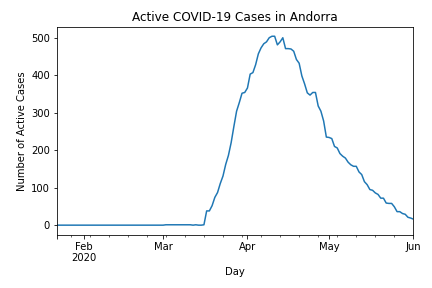 Active COVID-19 Cases in Andorra
Number of Active Cases
500
400
300
200
100
0
Feb
2020
Mar
Apr
May
Jun
Day